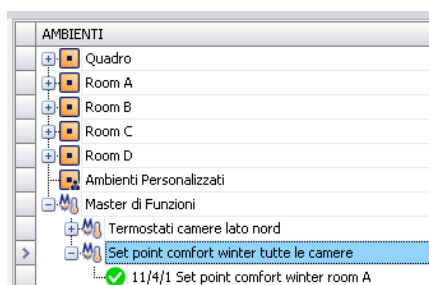 AMBIENTI
Quadro
Room A
Room B
Room C
Room D
Ambienti Personalizzati
Master di Funzioni
Termostati camere lato nord
Set point comfort winter tutte le camere
11/4/1 Set point comfort winter room A